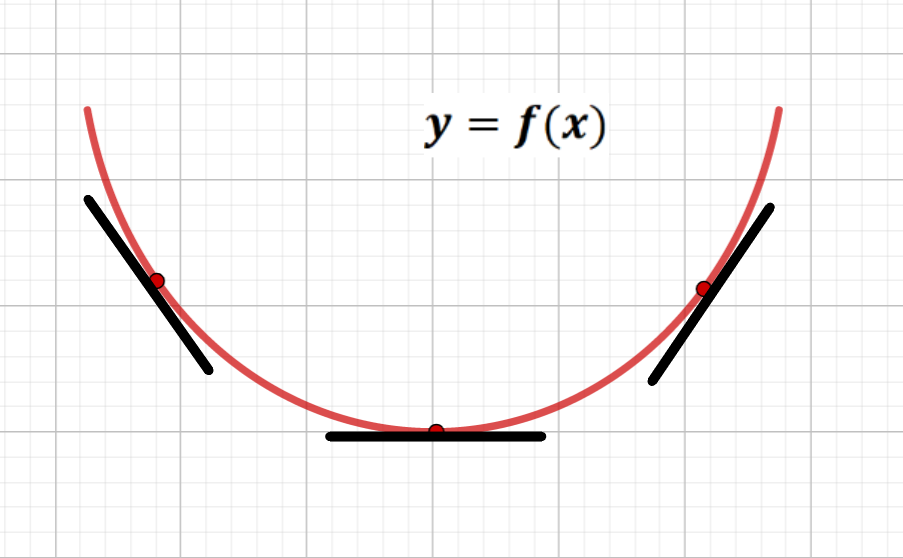 y = f(x)